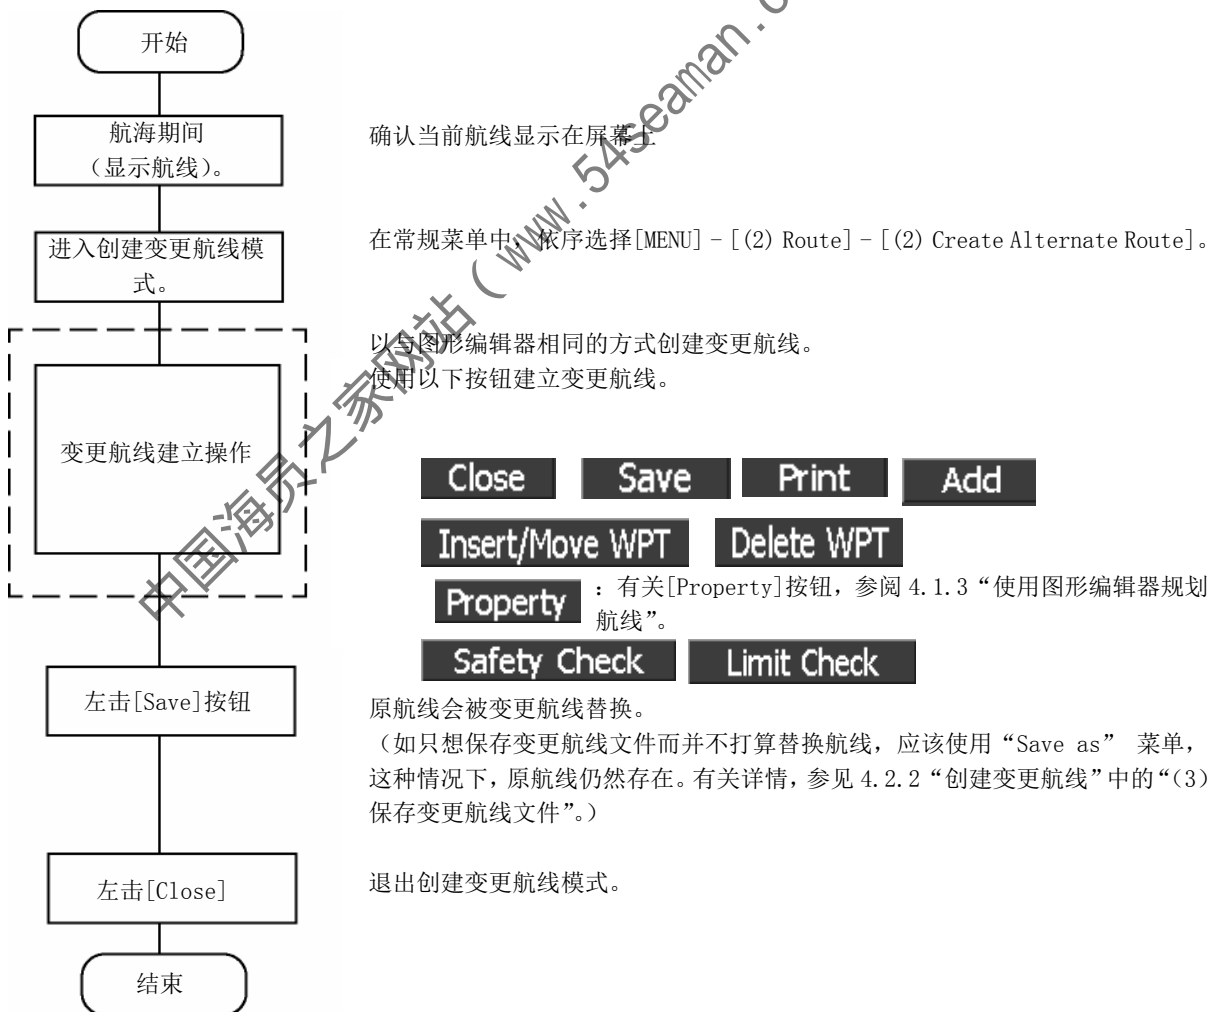 开始
航海期间
（显示航线）。
确认当前航线显示在屏幕上
进入创建变更航线模
式。
在常规菜单中，依序选择[MENU]－[(2) Route]－[(2) Create Alternate Route]。
以与图形编辑器相同的方式创建变更航线。
使用以下按钮建立变更航线。
变更航线建立操作
Close Save Print Add
Insert/Move WPT Delete WPT
Property ：有关[Property]按钮，参阅 4.1.3“使用图形编辑器规划
航线”。
Safety Check Limit Check
左击[Save]按钮
原航线会被变更航线替换。
（如只想保存变更航线文件而并不打算替换航线，应该使用“Save as” 菜单，
这种情况下，原航线仍然存在。有关详情，参见 4.2.2“创建变更航线”中的“(3)
保存变更航线文件”。）
左击[Close]
退出创建变更航线模式。
结束
中国海员之家网站（www.54seaman.c